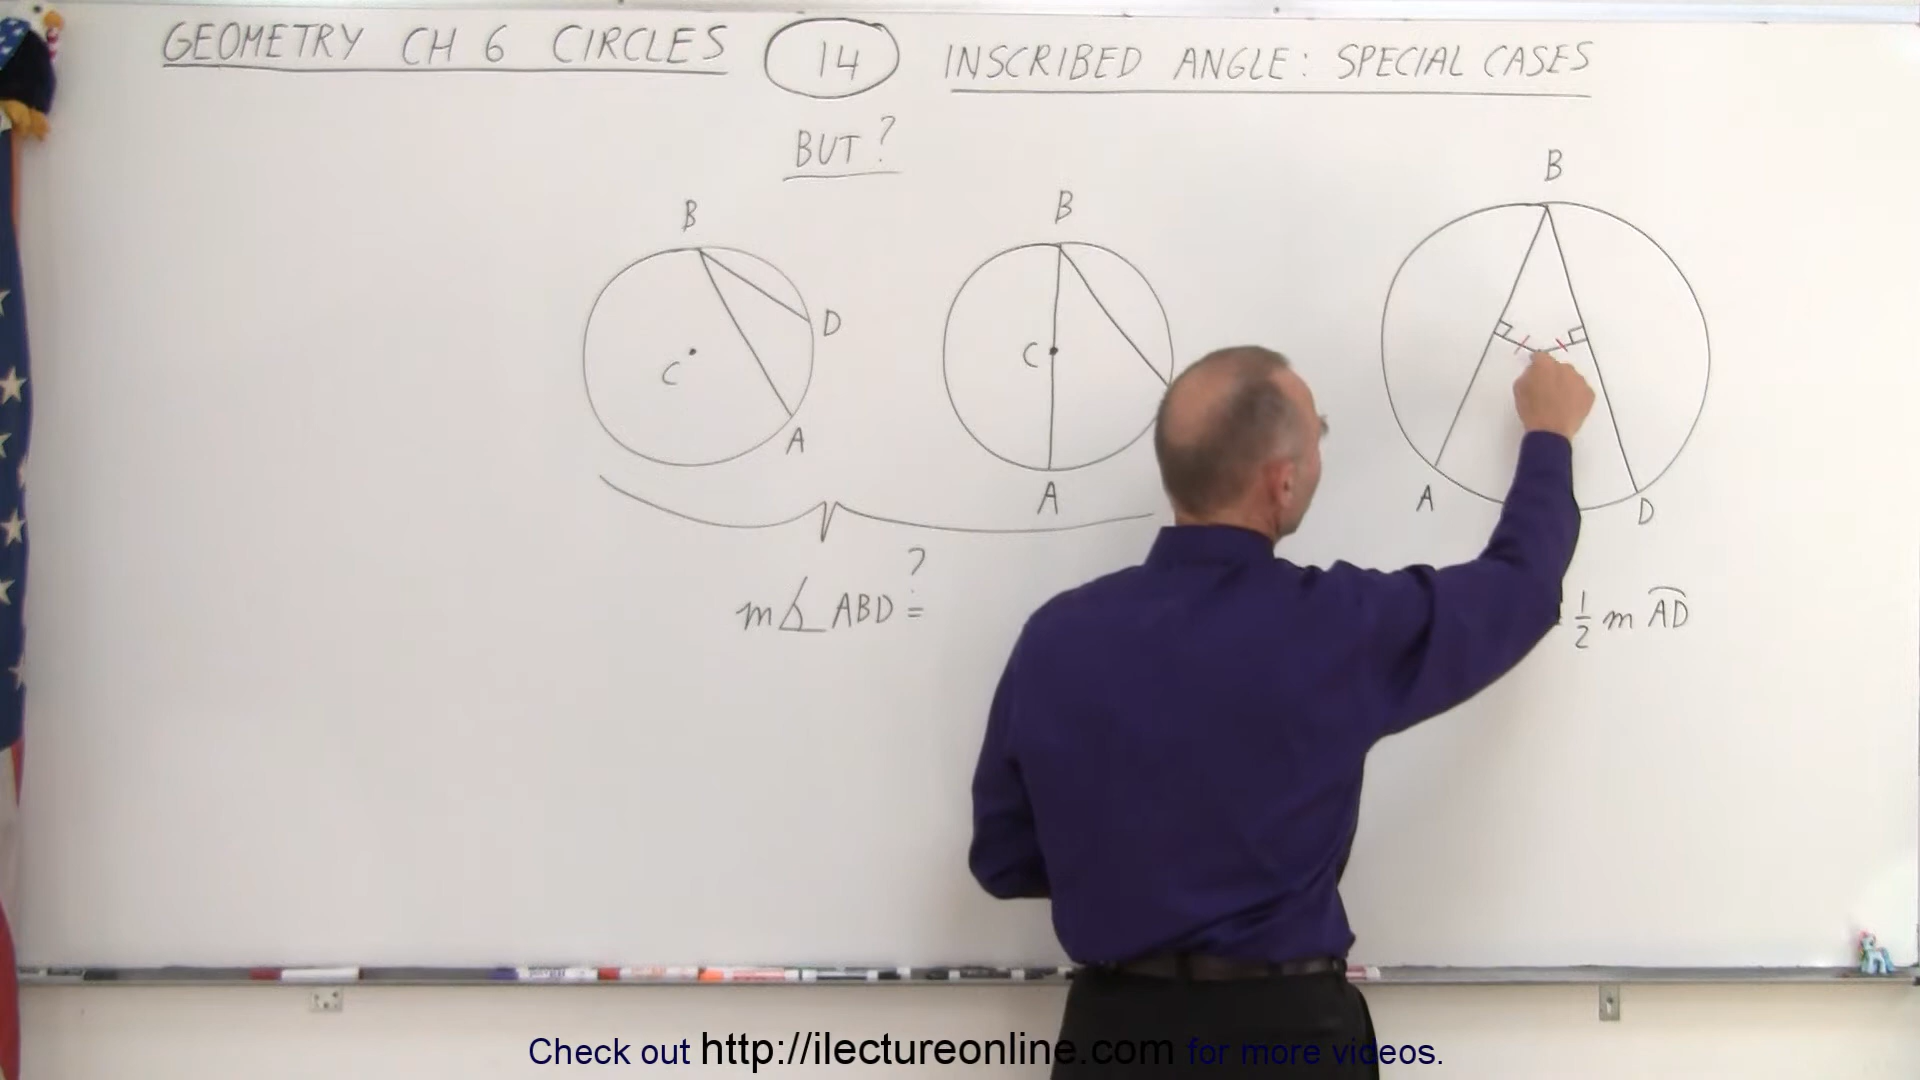 GEOMETRY CH 6 CIRCLES 14 INSCRIBED ANGLE: SPECIAL CASES
BUT?
B
D
C
A
B
C
A
B
A
D
m∡ABD ≟
½ m A͡D
Check out http://ilectureonline.com for more videos.